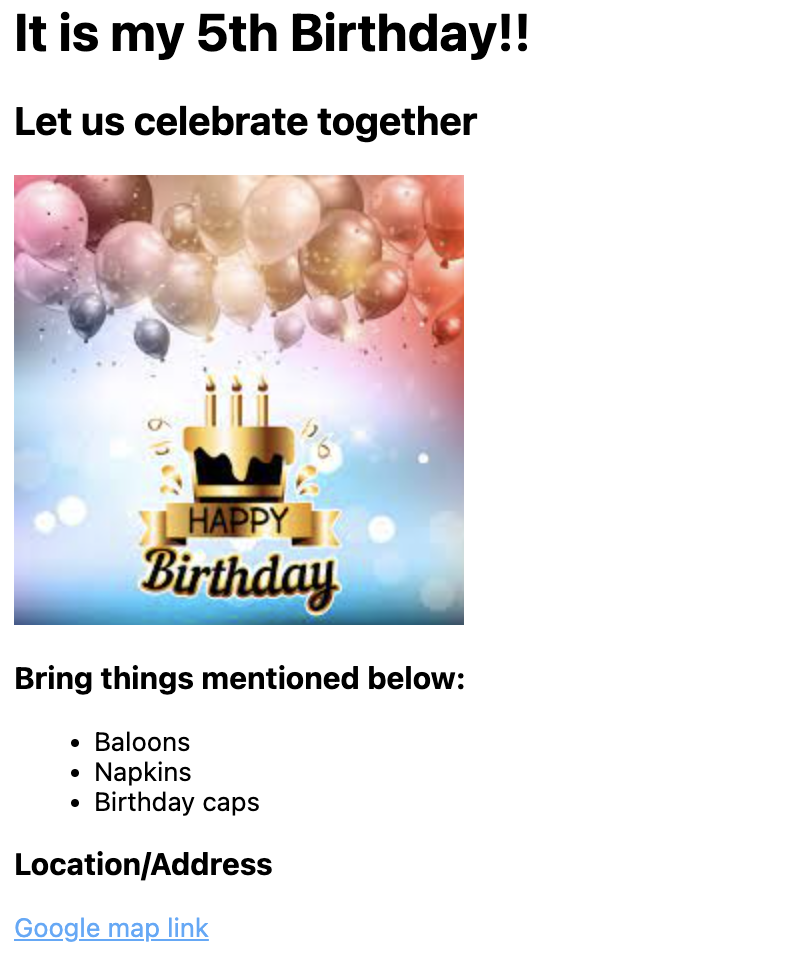 It is my 5th Birthday!!
Let us celebrate together
HAPPY
Birthday
Bring things mentioned below:
• Baloons
• Napkins
• Birthday caps
Location/Address
Google map link